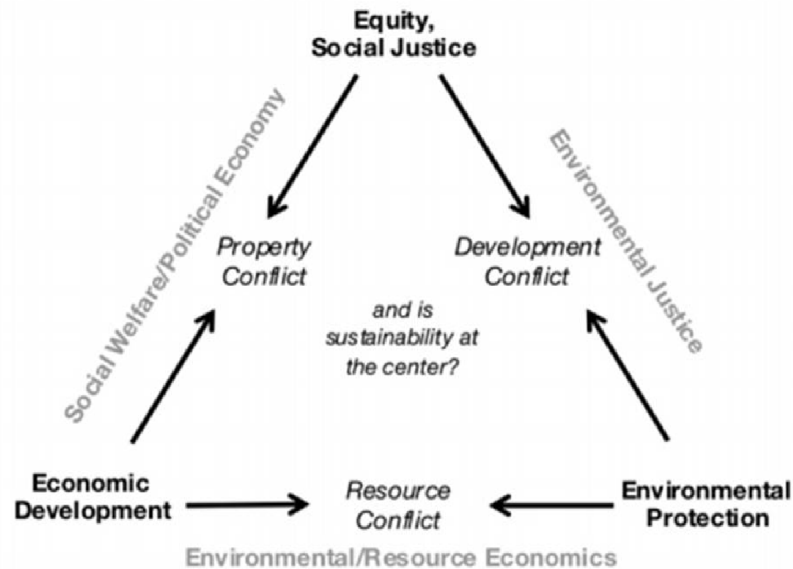 Equity,
Social Justice
Social Welfare/Political Economy
Environmental Justice
Property
Conflict
Development
Conflict
and is
sustainability at
the center?
Economic
Development
Resource
Conflict
Environmental
Protection
Environmental/Resource Economics